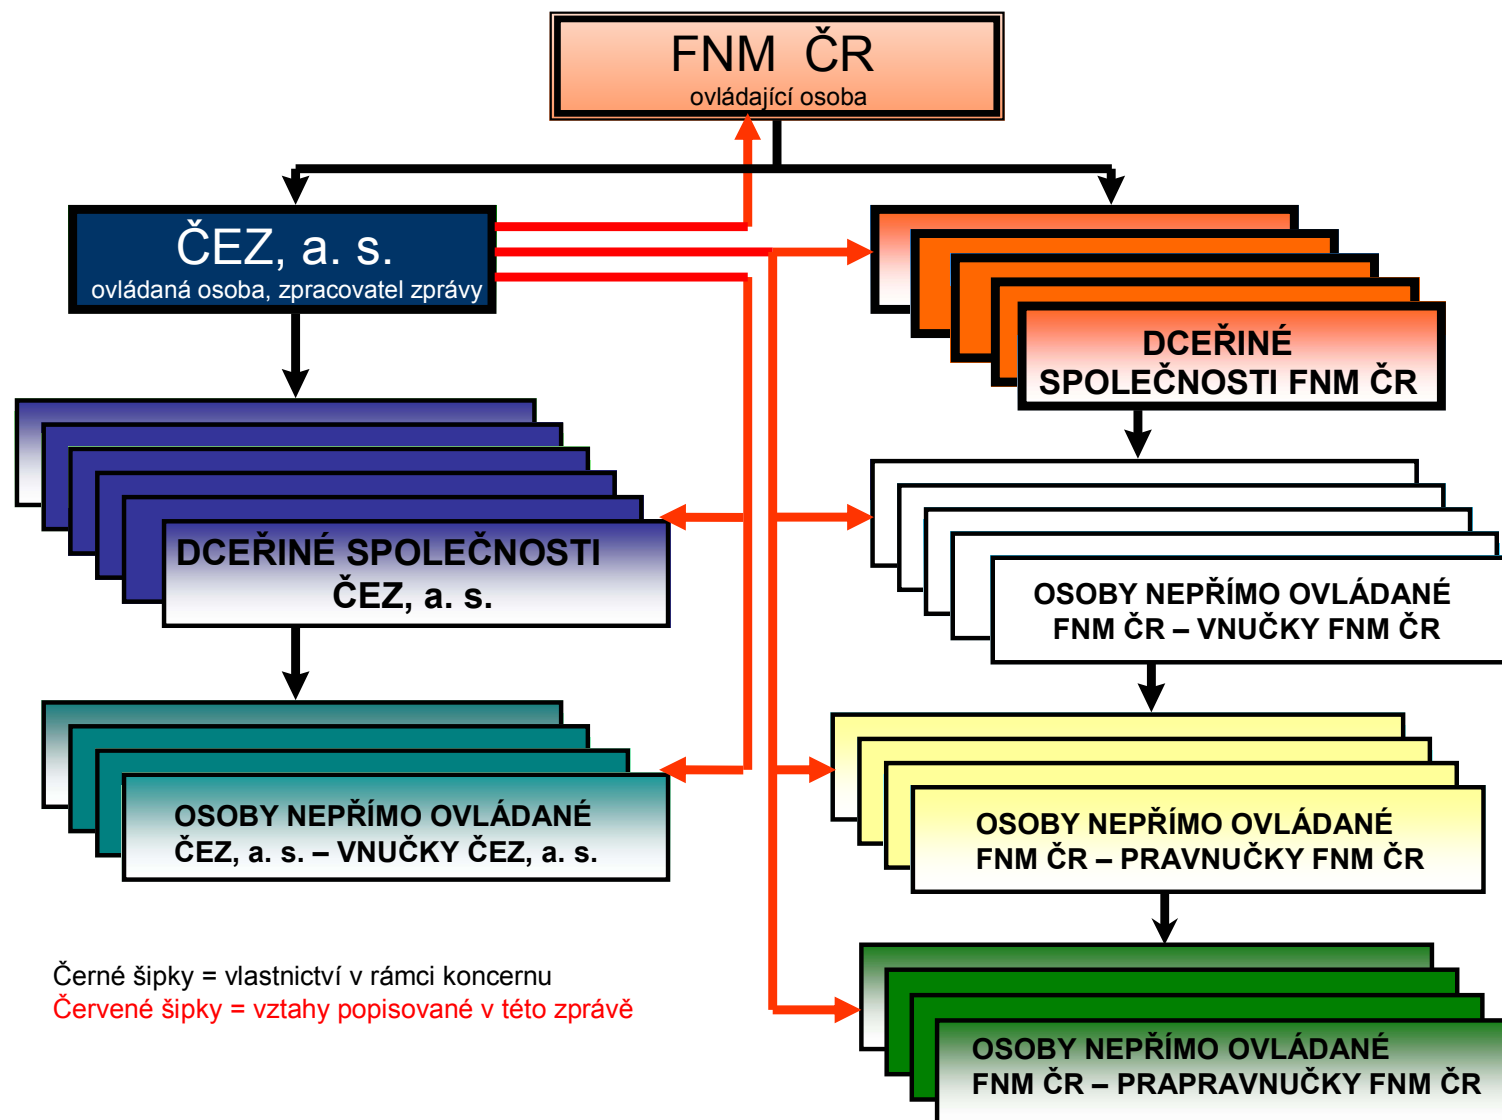 FNM ČR
ovládající osoba
ČEZ, a. s.
ovládaná osoba, zpracovatel zprávy
DCEŘINÉ
SPOLEČNOSTI FNM ČR
DCEŘINÉ SPOLEČNOSTI
ČEZ, a. s.
OSOBY NEPŘÍMO OVLÁDANÉ
FNM ČR – VNUČKY FNM ČR
OSOBY NEPŘÍMO OVLÁDANÉ
ČEZ, a. s. – VNUČKY ČEZ, a. s.
OSOBY NEPŘÍMO OVLÁDANÉ
FNM ČR – PRAVNUČKY FNM ČR
Černé šipky = vlastnictví v rámci koncernu
Červené šipky = vztahy popisované v této zprávě
OSOBY NEPŘÍMO OVLÁDANÉ
FNM ČR – PRAPRAVNUČKY FNM ČR